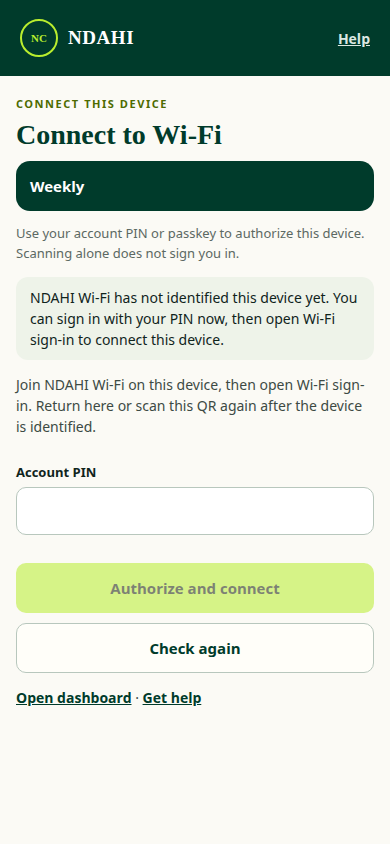 NC NDAHI Help
CONNECT THIS DEVICE
Connect to Wi-Fi
Weekly
Use your account PIN or passkey to authorize this device.
Scanning alone does not sign you in.
NDAHI Wi-Fi has not identified this device yet. You
can sign in with your PIN now, then open Wi-Fi
sign-in to connect this device.
Join NDAHI Wi-Fi on this device, then open Wi-Fi sign-
in. Return here or scan this QR again after the device
is identified.
Account PIN
Authorize and connect
Check again
Open dashboard · Get help